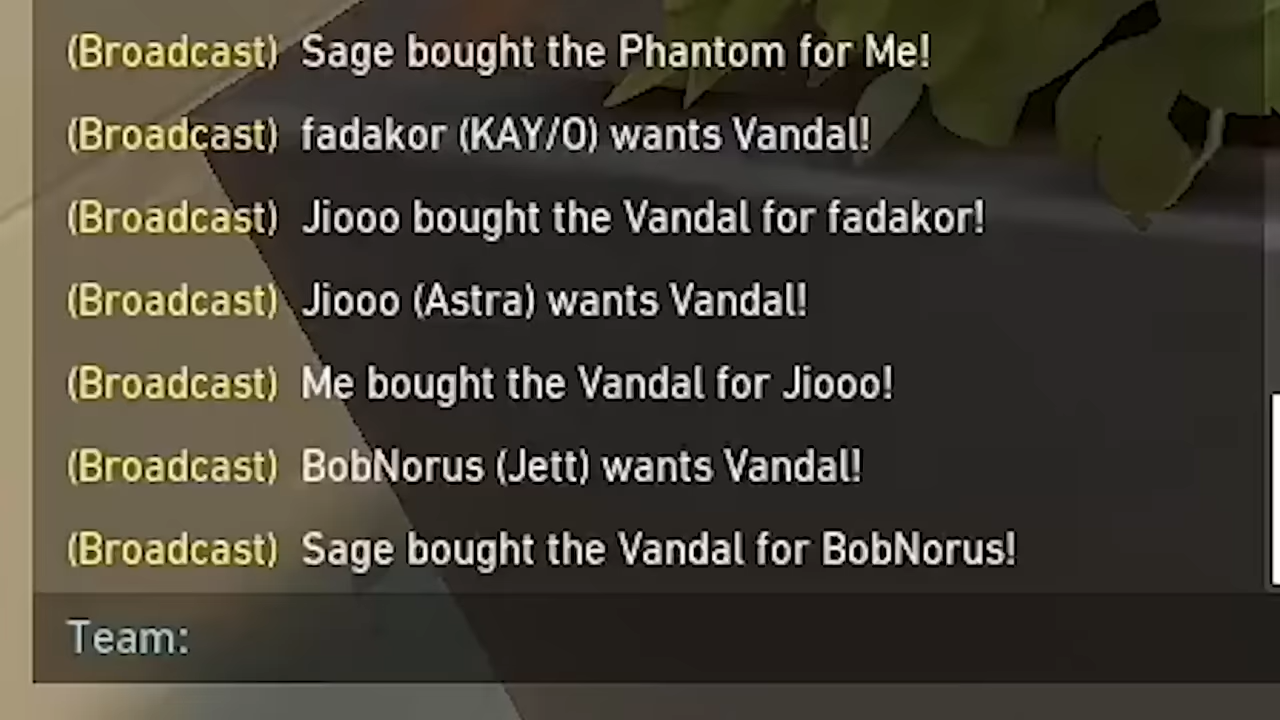 (Broadcast) Sage bought the Phantom for Me!
(Broadcast) fadakor (KAY/O) wants Vandal!
(Broadcast) Jiooo bought the Vandal for fadakor!
(Broadcast) Jiooo (Astra) wants Vandal!
(Broadcast) Me bought the Vandal for Jiooo!
(Broadcast) BobNorus (Jett) wants Vandal!
(Broadcast) Sage bought the Vandal for BobNorus!
Team: